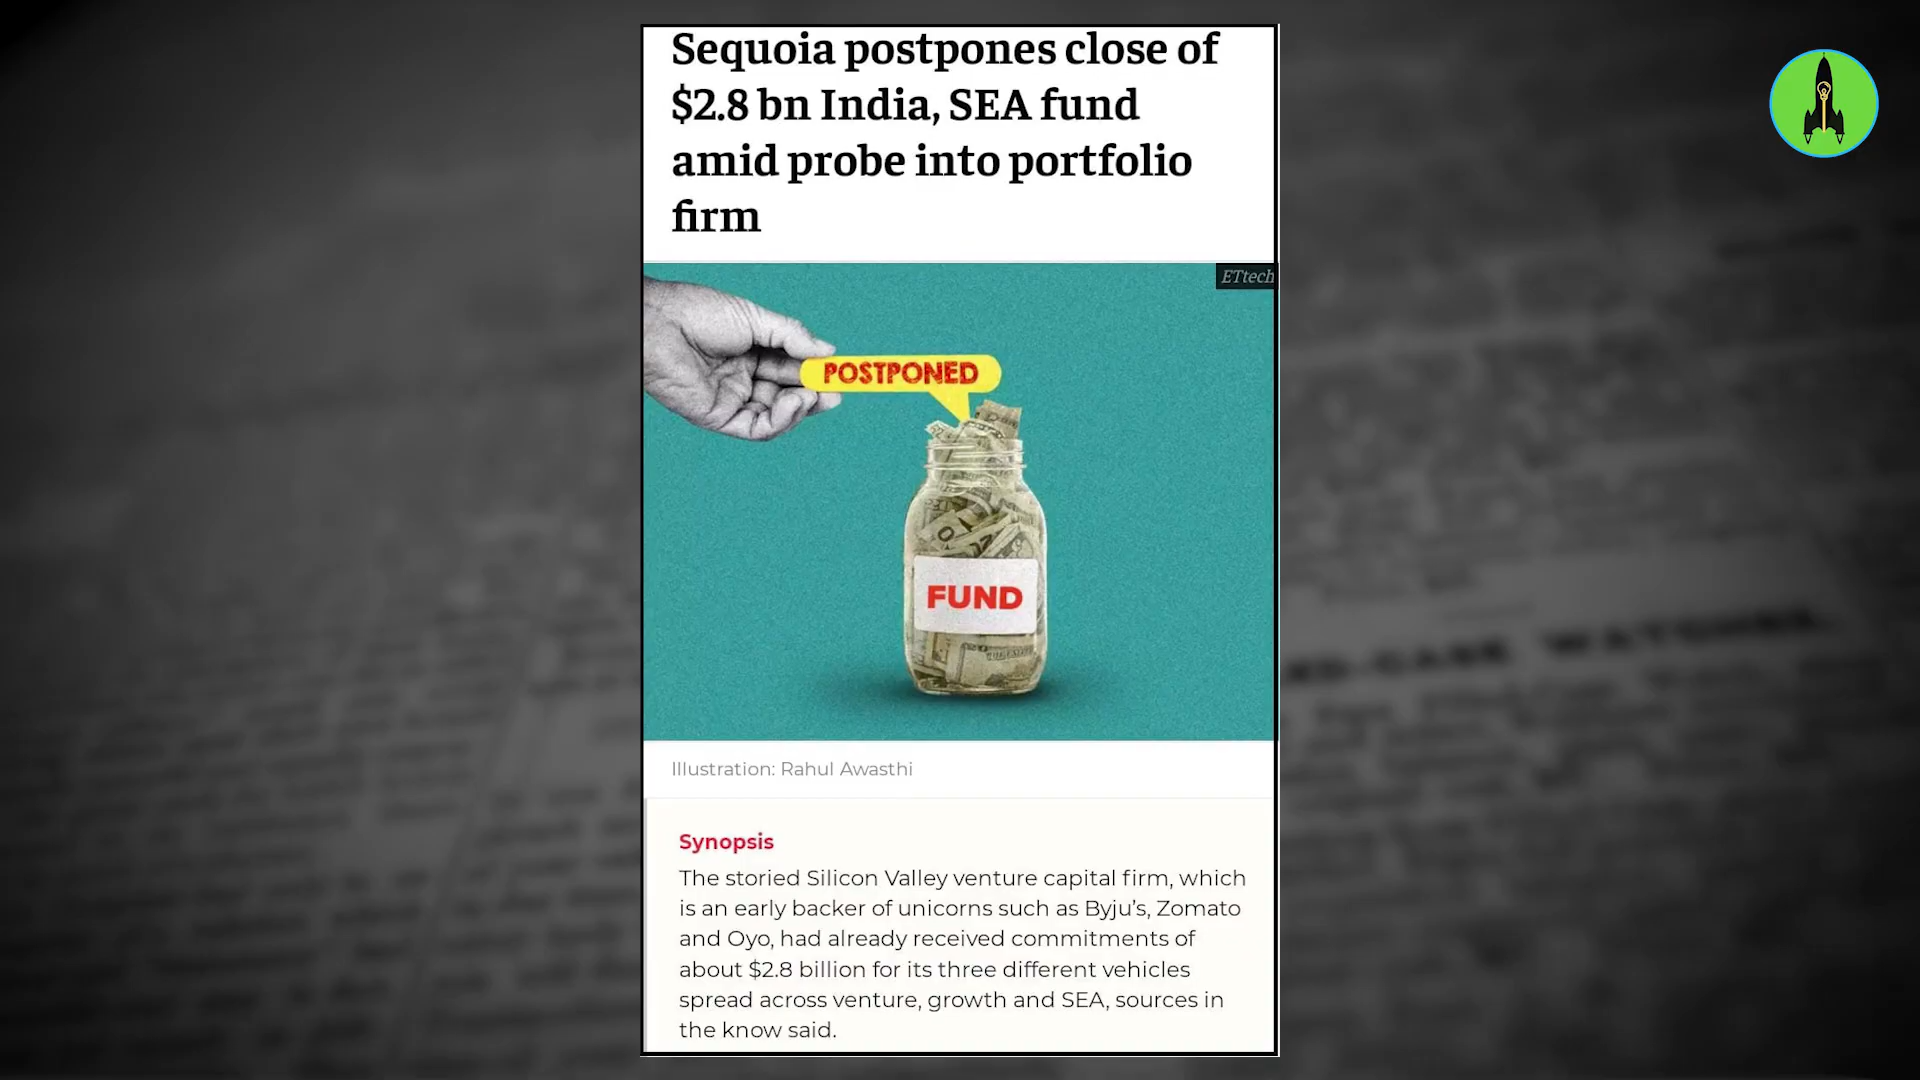 Sequoia postpones close of
$2.8 bn India, SEA fund
amid probe into portfolio
firm
ETtech
POSTPONED
FUND
Illustration: Rahul Awasthi
Synopsis
The storied Silicon Valley venture capital firm, which
is an early backer of unicorns such as Byju's, Zomato
and Oyo, had already received commitments of
about $2.8 billion for its three different vehicles
spread across venture, growth and SEA, sources in
the know said.